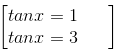 tanx = 1
tanx = 3